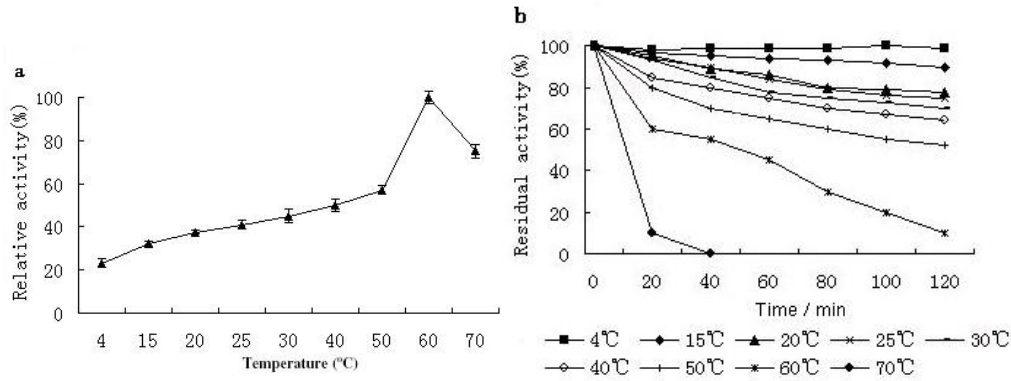 a
Relative activity(%)
100
80
60
40
20
0
4 15 20 25 30 40 50 60 70
Temperature (°C)
b
Residual activity(%)
100
80
60
40
20
0
0 20 40 60 80 100 120
Time / min
4℃ 15℃ 20℃ 25℃ 30℃
40℃ 50℃ 60℃ 70℃